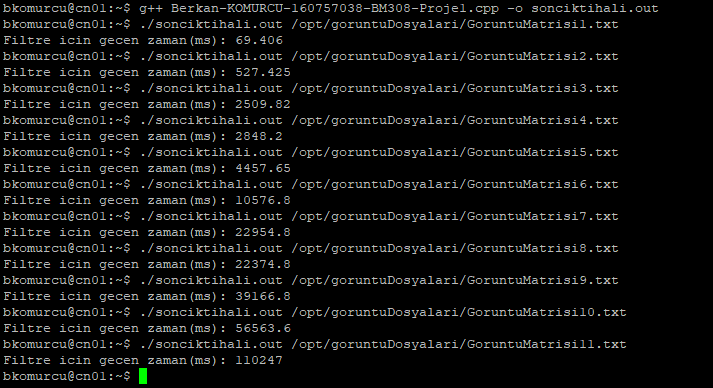 bkomurcu@cn01:~$ g++ Berkan-KOMURCU-160757038-BM308-Proje1.cpp -o sonciktihali.out
bkomurcu@cn01:~$ ./sonciktihali.out /opt/goruntuDosyalari/GoruntuMatrisi1.txt
Filtre icin gecen zaman(ms): 69.406
bkomurcu@cn01:~$ ./sonciktihali.out /opt/goruntuDosyalari/GoruntuMatrisi2.txt
Filtre icin gecen zaman(ms): 527.425
bkomurcu@cn01:~$ ./sonciktihali.out /opt/goruntuDosyalari/GoruntuMatrisi3.txt
Filtre icin gecen zaman(ms): 2509.82
bkomurcu@cn01:~$ ./sonciktihali.out /opt/goruntuDosyalari/GoruntuMatrisi4.txt
Filtre icin gecen zaman(ms): 2848.2
bkomurcu@cn01:~$ ./sonciktihali.out /opt/goruntuDosyalari/GoruntuMatrisi5.txt
Filtre icin gecen zaman(ms): 4457.65
bkomurcu@cn01:~$ ./sonciktihali.out /opt/goruntuDosyalari/GoruntuMatrisi6.txt
Filtre icin gecen zaman(ms): 10576.8
bkomurcu@cn01:~$ ./sonciktihali.out /opt/goruntuDosyalari/GoruntuMatrisi7.txt
Filtre icin gecen zaman(ms): 22954.8
bkomurcu@cn01:~$ ./sonciktihali.out /opt/goruntuDosyalari/GoruntuMatrisi8.txt
Filtre icin gecen zaman(ms): 22374.8
bkomurcu@cn01:~$ ./sonciktihali.out /opt/goruntuDosyalari/GoruntuMatrisi9.txt
Filtre icin gecen zaman(ms): 39166.8
bkomurcu@cn01:~$ ./sonciktihali.out /opt/goruntuDosyalari/GoruntuMatrisi10.txt
Filtre icin gecen zaman(ms): 56563.6
bkomurcu@cn01:~$ ./sonciktihali.out /opt/goruntuDosyalari/GoruntuMatrisi11.txt
Filtre icin gecen zaman(ms): 110247
bkomurcu@cn01:~$